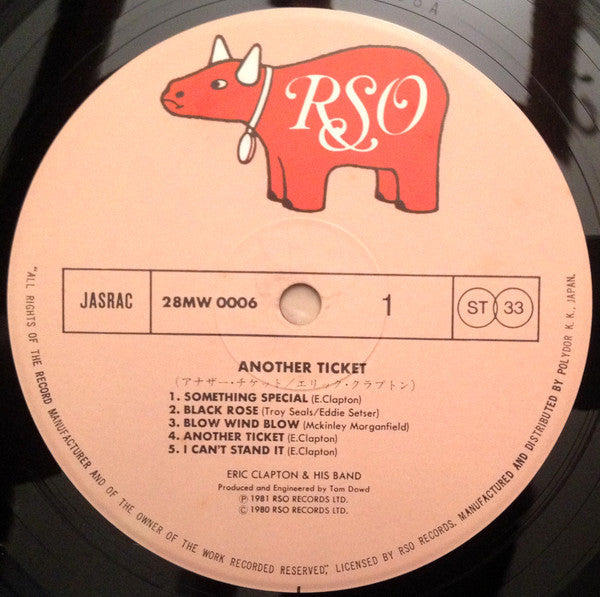 RSO
JASRAC
28MW 0006
1
ST 33
ANOTHER TICKET
(アナザー・チケット/エリック・クラプトン)
1. SOMETHING SPECIAL (E.Clapton)
2. BLACK ROSE (Troy Seals/Eddie Setser)
3. BLOW WIND BLOW (Mckinley Morganfield)
4. ANOTHER TICKET (E.Clapton)
5. I CAN'T STAND IT (E.Clapton)
ERIC CLAPTON & HIS BAND
Produced and Engineered by Tom Dowd
Ⓟ 1981 RSO RECORDS LTD.
© 1980 RSO RECORDS LTD.
"ALL RIGHTS OF THE RECORD MANUFACTURER AND OF THE OWNER OF THE WORK RECORDED RESERVED", LICENSED BY RSO RECORDS. MANUFACTURED AND DISTRIBUTED BY POLYDOR K. K., JAPAN.